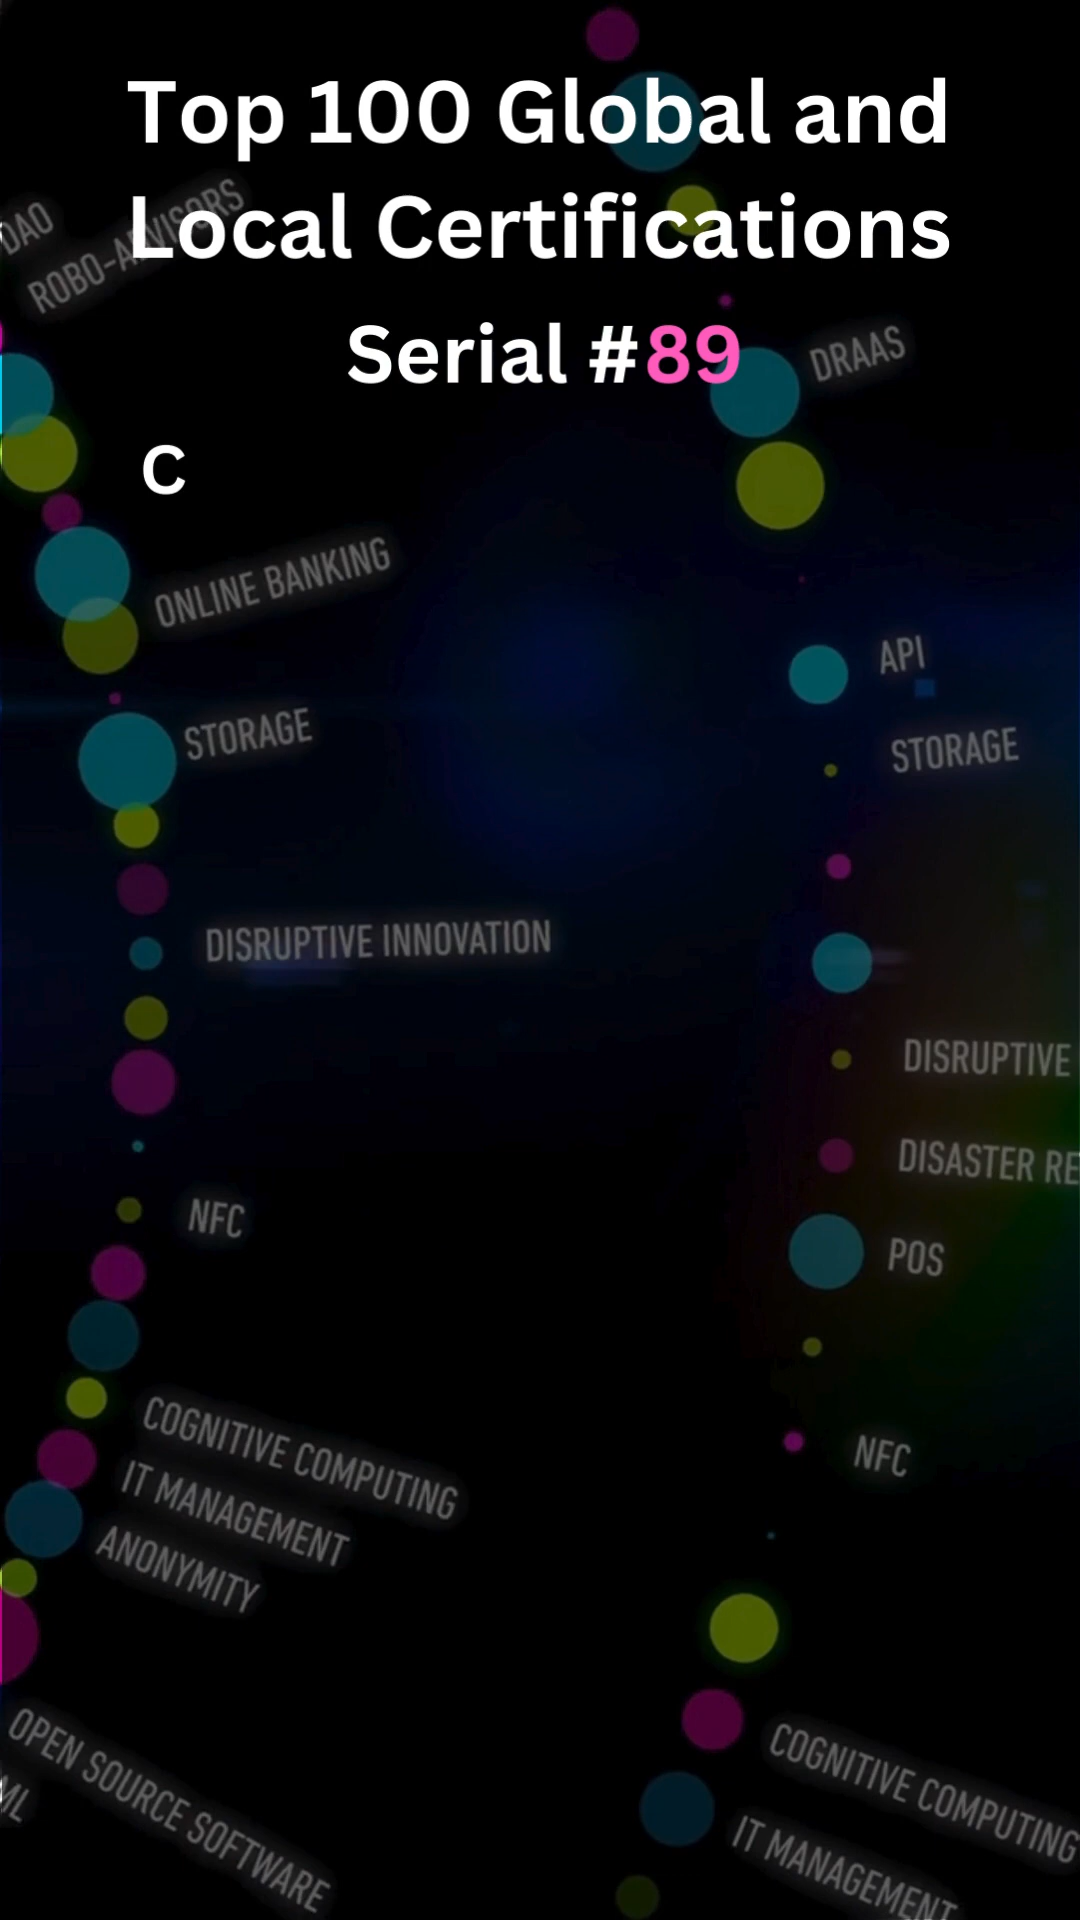 Top 100 Global and
Local Certifications
Serial #89
C
DAO
ROBO-ADVISORS
DRAAS
ONLINE BANKING
API
STORAGE
STORAGE
DISRUPTIVE INNOVATION
DISRUPTIVE
DISASTER RE
NFC
POS
COGNITIVE COMPUTING
NFC
IT MANAGEMENT
ANONYMITY
OPEN SOURCE SOFTWARE
ML
COGNITIVE COMPUTING
IT MANAGEMENT